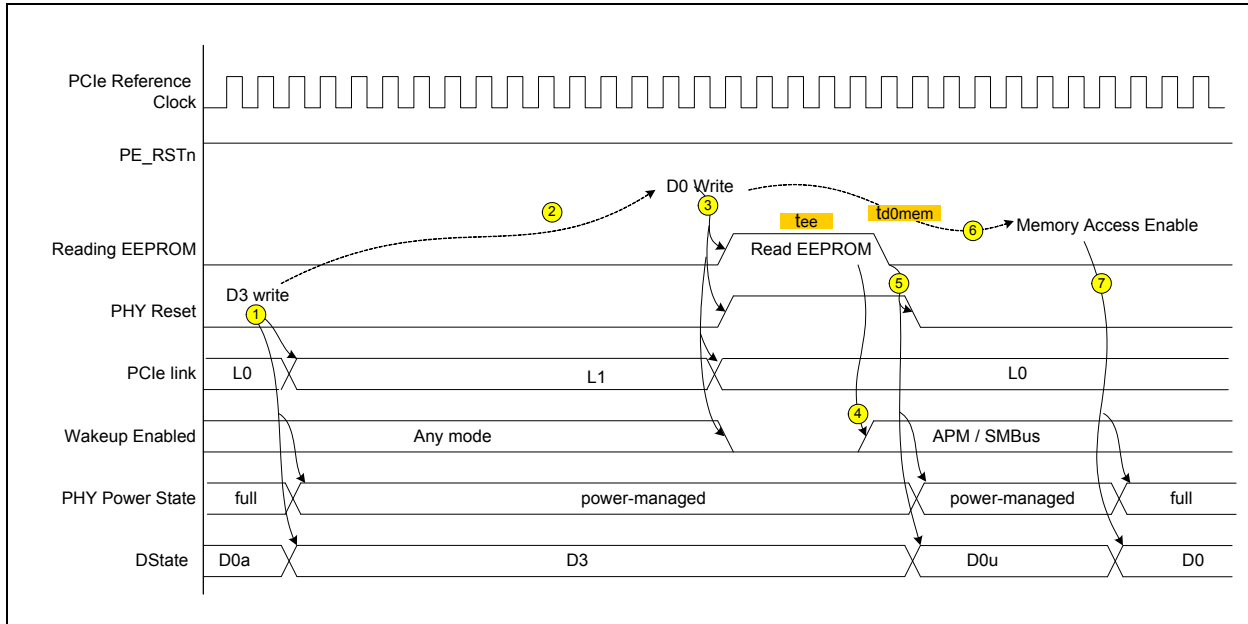 PCIe Reference
Clock
PE_RSTn
D0 Write
2
3
tee
td0mem
6
Memory Access Enable
Reading EEPROM
Read EEPROM
D3 write
5
7
1
PHY Reset
PCIe link
L0
L1
L0
4
Wakeup Enabled
Any mode
APM / SMBus
PHY Power State
full
power-managed
power-managed
full
DState
D0a
D3
D0u
D0